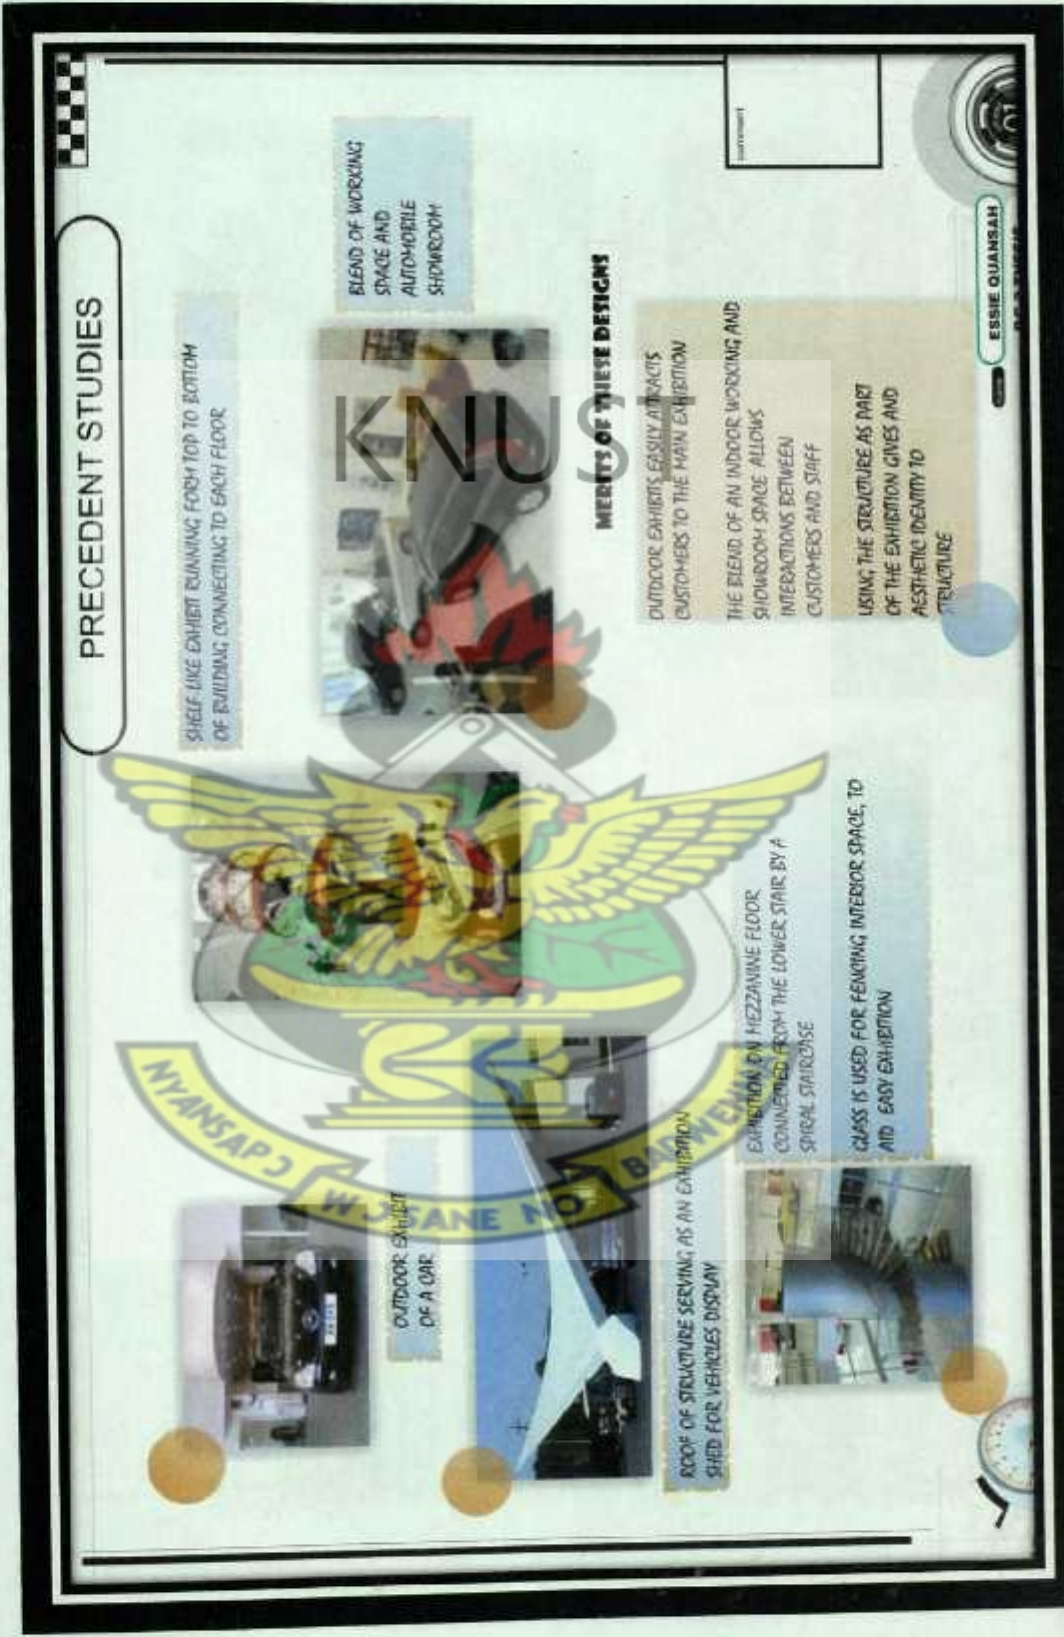 PRECEDENT STUDIES
OUTDOOR EXHIBIT
OF A CAR
SHELF LIKE EXHIBIT RUNNING FORM TOP TO BOTTOM
OF BUILDING CONNECTING TO EACH FLOOR
BLEND OF WORKING
SPACE AND
AUTOMOBILE
SHOWROOM
ROOF OF STRUCTURE SERVING AS AN EXHIBITION
SHED FOR VEHICLES DISPLAY
EXHIBITION ON MEZZANINE FLOOR
CONNECTED FROM THE LOWER STAIR BY A
SPIRAL STAIRCASE
GLASS IS USED FOR FENCING INTERIOR SPACE, TO
AID EASY EXHIBITION
MERITS OF THESE DESIGNS
OUTDOOR EXHIBITS EASILY ATTRACTS
CUSTOMERS TO THE MAIN EXHIBITION
THE BLEND OF AN INDOOR WORKING AND
SHOWROOM SPACE ALLOWS
INTERACTIONS BETWEEN
CUSTOMERS AND STAFF
USING THE STRUCTURE AS PART
OF THE EXHIBITION GIVES AND
AESTHETIC IDENTITY TO
STRUCTURE
comment
ESSIE QUANSAH
01
KNUST
NYANSAPƆ
WƆSANE NO
BADWENMA